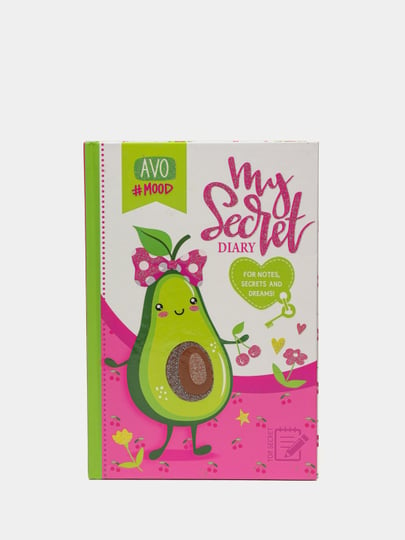 AVO
#MOOD
My
Secret
DIARY
FOR NOTES,
SECRETS AND
DREAMS!
TOP SECRET